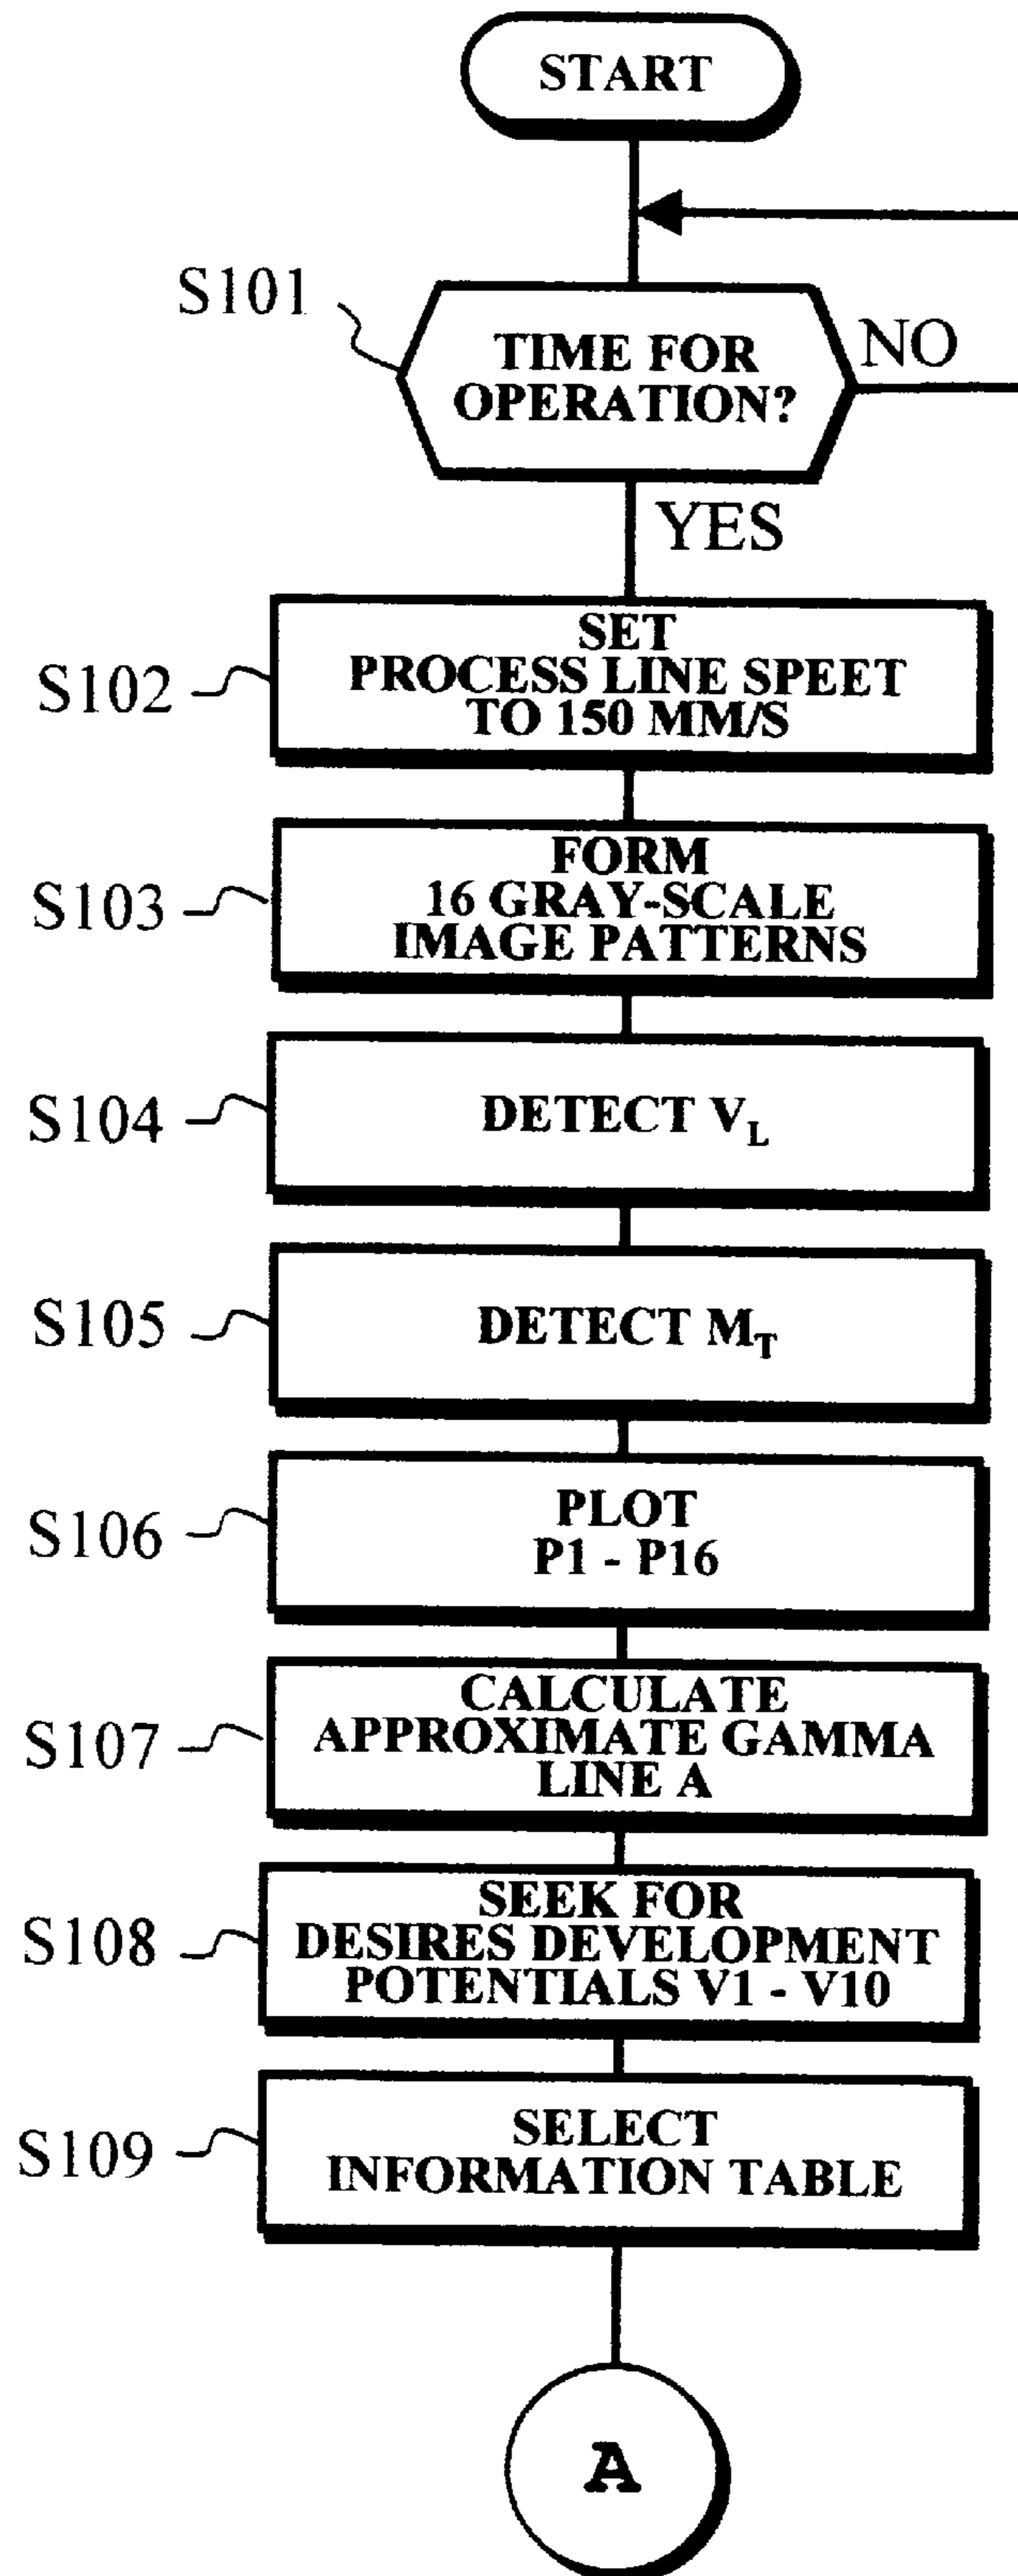 START
S101
TIME FOR
OPERATION?
NO
YES
S102
SET
PROCESS LINE SPEET
TO 150 MM/S
S103
FORM
16 GRAY-SCALE
IMAGE PATTERNS
S104
DETECT V_L
S105
DETECT M_T
S106
PLOT
P1 - P16
S107
CALCULATE
APPROXIMATE GAMMA
LINE A
S108
SEEK FOR
DESIRES DEVELOPMENT
POTENTIALS V1 - V10
S109
SELECT
INFORMATION TABLE
A